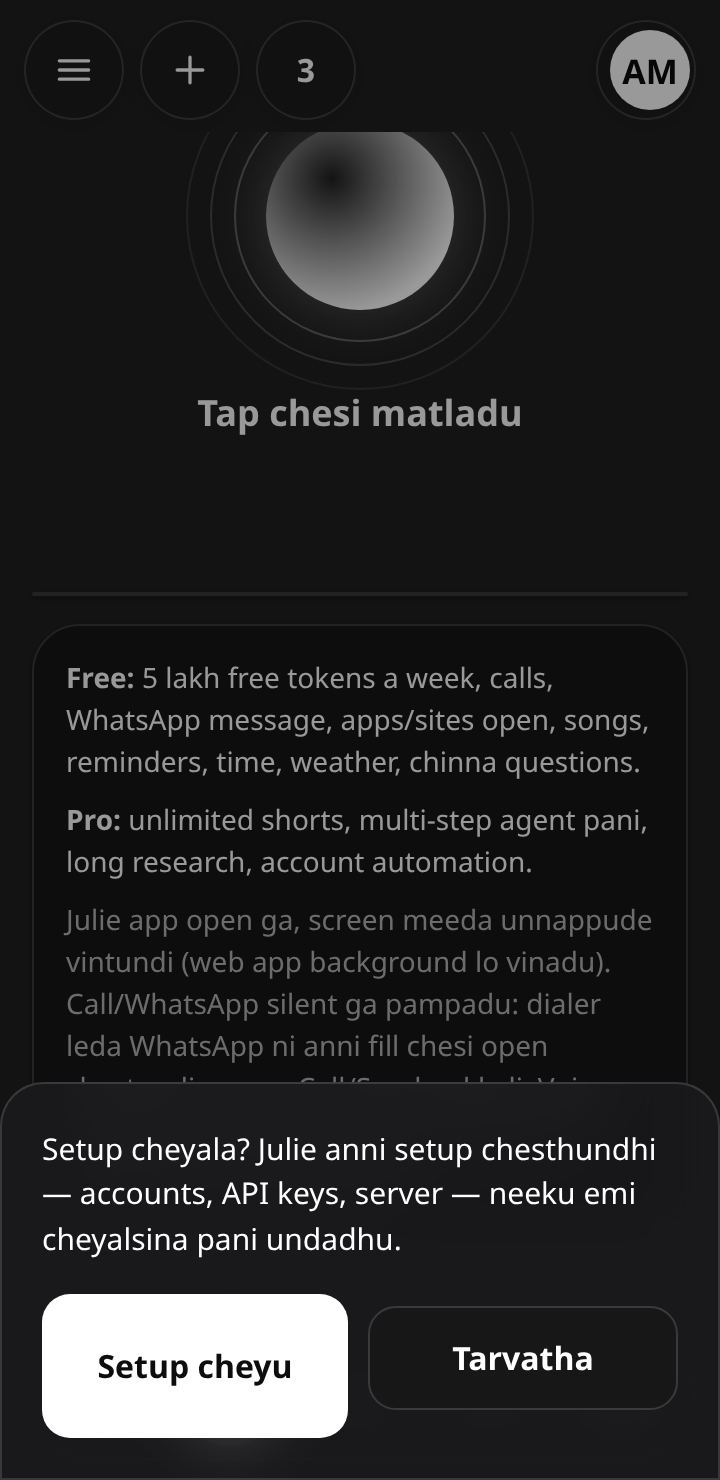 3
AM
Tap chesi matladu
Free: 5 lakh free tokens a week, calls,
WhatsApp message, apps/sites open, songs,
reminders, time, weather, chinna questions.
Pro: unlimited shorts, multi-step agent pani,
long research, account automation.
Julie app open ga, screen meeda unnappude
vintundi (web app background lo vinadu).
Call/WhatsApp silent ga pampadu: dialer
leda WhatsApp ni anni fill chesi open
Setup cheyala? Julie anni setup chesthundhi
— accounts, API keys, server — neeku emi
cheyalsina pani undadhu.
Setup cheyu
Tarvatha